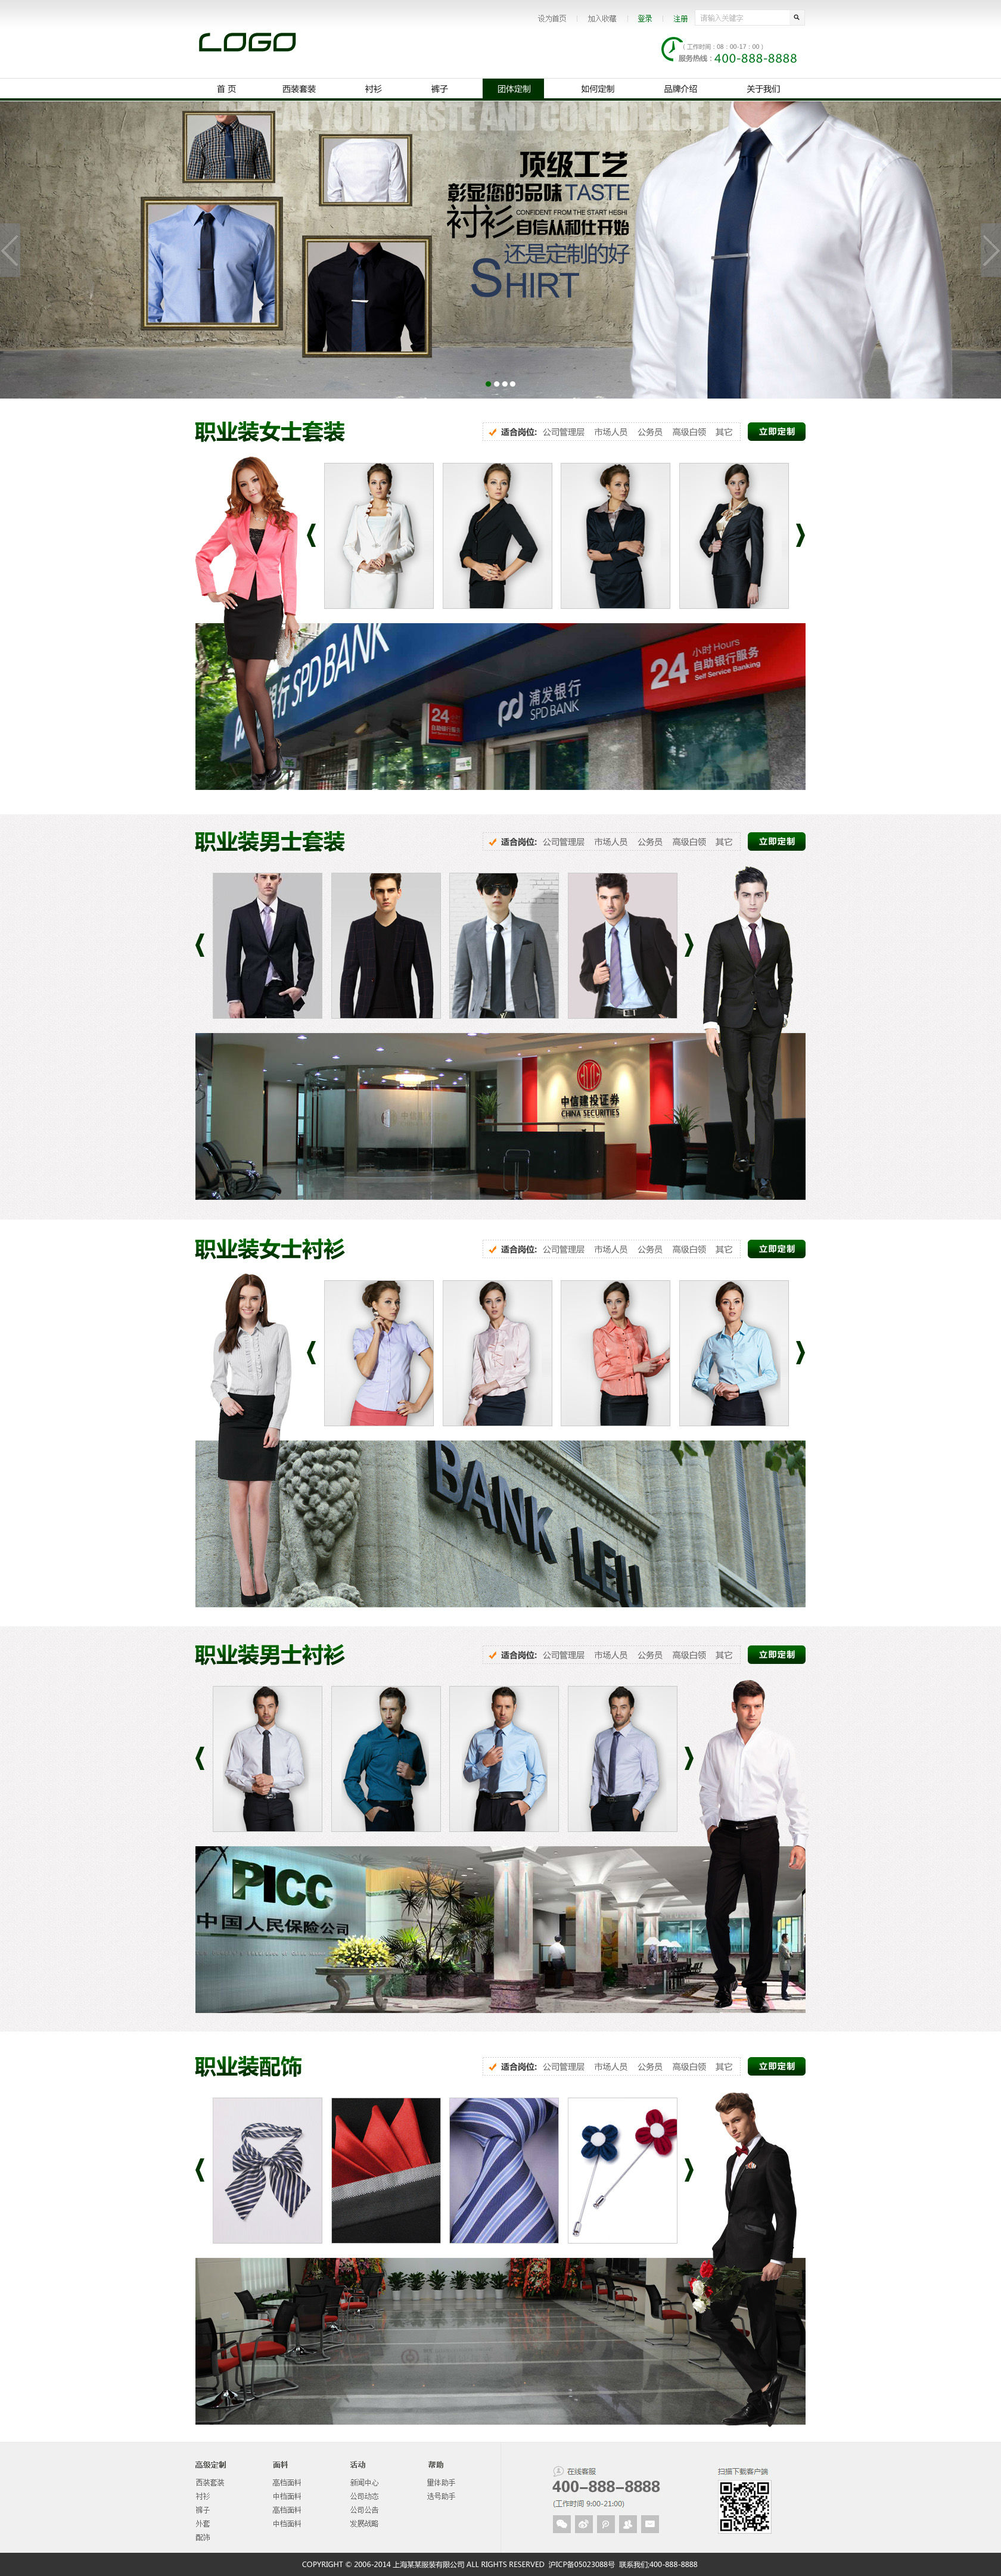 设为首页 加入收藏 登录 注册 请输入关键字
LOGO
( 工作时间：08：00-17：00 )
服务热线：400-888-8888
首 页 西装套装 衬衫 裤子 团体定制 如何定制 品牌介绍 关于我们
顶级工艺
彰显您的品味 TASTE
衬衫 CONFIDENT FROM THE START HESHI
自信从和仕开始
还是定制的好
SHIRT
职业装女士套装 适合岗位: 公司管理层 市场人员 公务员 高级白领 其它 立即定制
SPD BANK
浦发银行
SPD BANK
24
24 小时 Hours
自助银行服务
Self Service Banking
职业装男士套装 适合岗位: 公司管理层 市场人员 公务员 高级白领 其它 立即定制
中信建投证券
CHINA SECURITIES
职业装女士衬衫 适合岗位: 公司管理层 市场人员 公务员 高级白领 其它 立即定制
BANK LEU
职业装男士衬衫 适合岗位: 公司管理层 市场人员 公务员 高级白领 其它 立即定制
PICC
中国人民保险公司
职业装配饰 适合岗位: 公司管理层 市场人员 公务员 高级白领 其它 立即定制
高级定制 面料 活动 帮助
西装套装 高档面料 新闻中心 量体助手
衬衫 中档面料 公司动态 选号助手
裤子 高档面料 公司公告
外套 中档面料 发展战略
配饰
在线客服
400-888-8888
(工作时间 9:00-21:00)
扫描下载客户端
COPYRIGHT © 2006-2014 上海某某服装有限公司 ALL RIGHTS RESERVED 沪ICP备05023088号 联系我们:400-888-8888